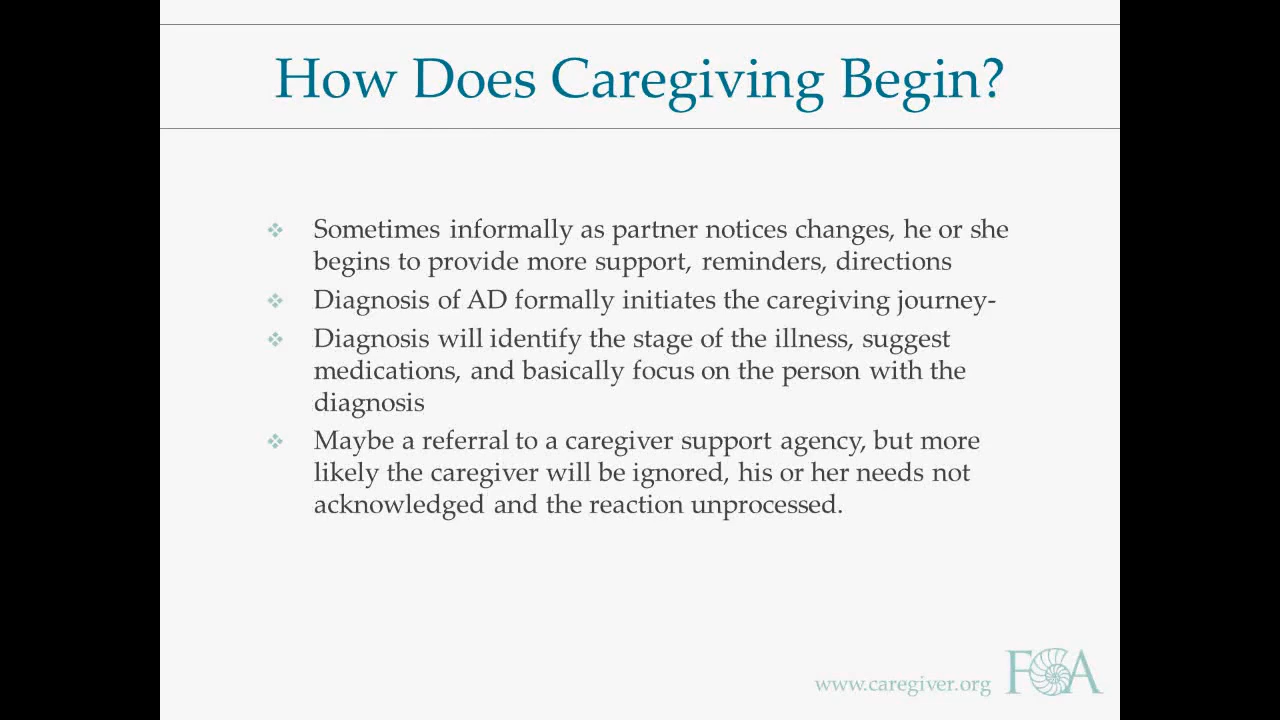 How Does Caregiving Begin?
Sometimes informally as partner notices changes, he or she
begins to provide more support, reminders, directions
Diagnosis of AD formally initiates the caregiving journey-
Diagnosis will identify the stage of the illness, suggest
medications, and basically focus on the person with the
diagnosis
Maybe a referral to a caregiver support agency, but more
likely the caregiver will be ignored, his or her needs not
acknowledged and the reaction unprocessed.
www.caregiver.org FCA